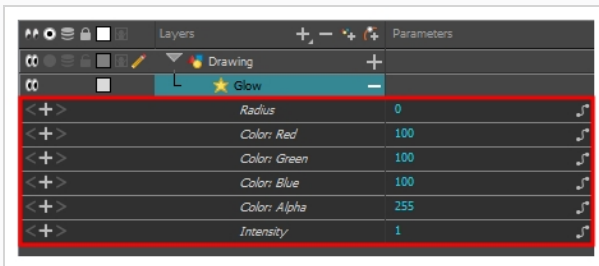 Layers Parameters
Drawing
Glow
Radius 0
Color: Red 100
Color: Green 100
Color: Blue 100
Color: Alpha 255
Intensity 1